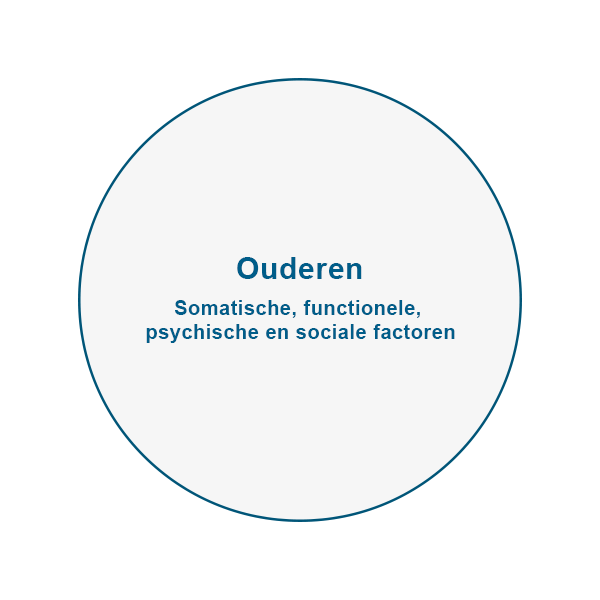 Ouderen
Somatische, functionele,
psychische en sociale factoren